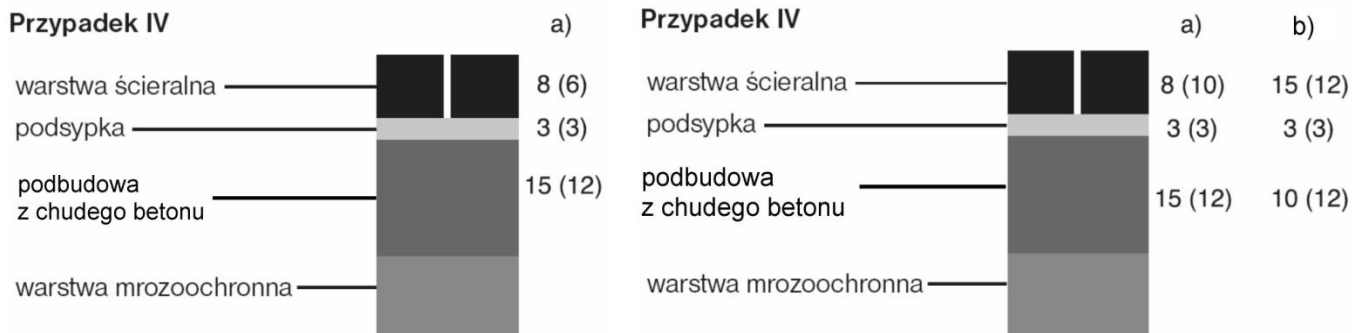 Przypadek IV a)
warstwa ścieralna 8 (6)
podsypka 3 (3)
podbudowa
z chudego betonu 15 (12)
warstwa mrozoochronna
Przypadek IV a) b)
warstwa ścieralna 8 (10) 15 (12)
podsypka 3 (3) 3 (3)
podbudowa
z chudego betonu 15 (12) 10 (12)
warstwa mrozoochronna